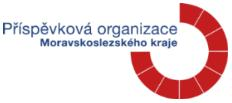 Příspěvková organizace
Moravskoslezského kraje